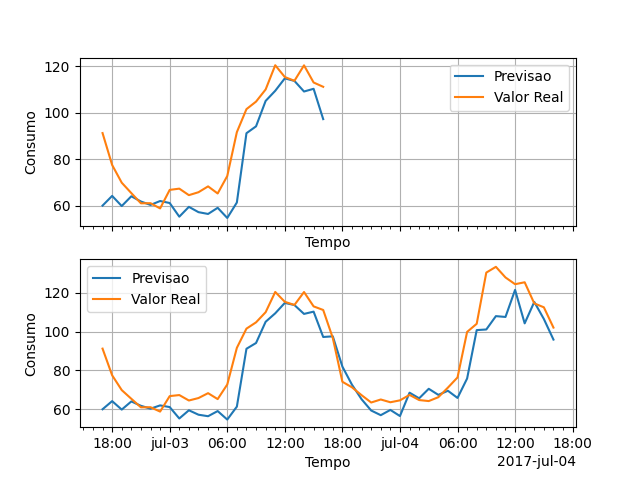 120
100
80
60
Consumo
Previsao
Valor Real
Tempo
120
100
80
60
Consumo
Previsao
Valor Real
18:00 jul-03 06:00 12:00 18:00 jul-04 06:00 12:00 18:00
Tempo
2017-jul-04